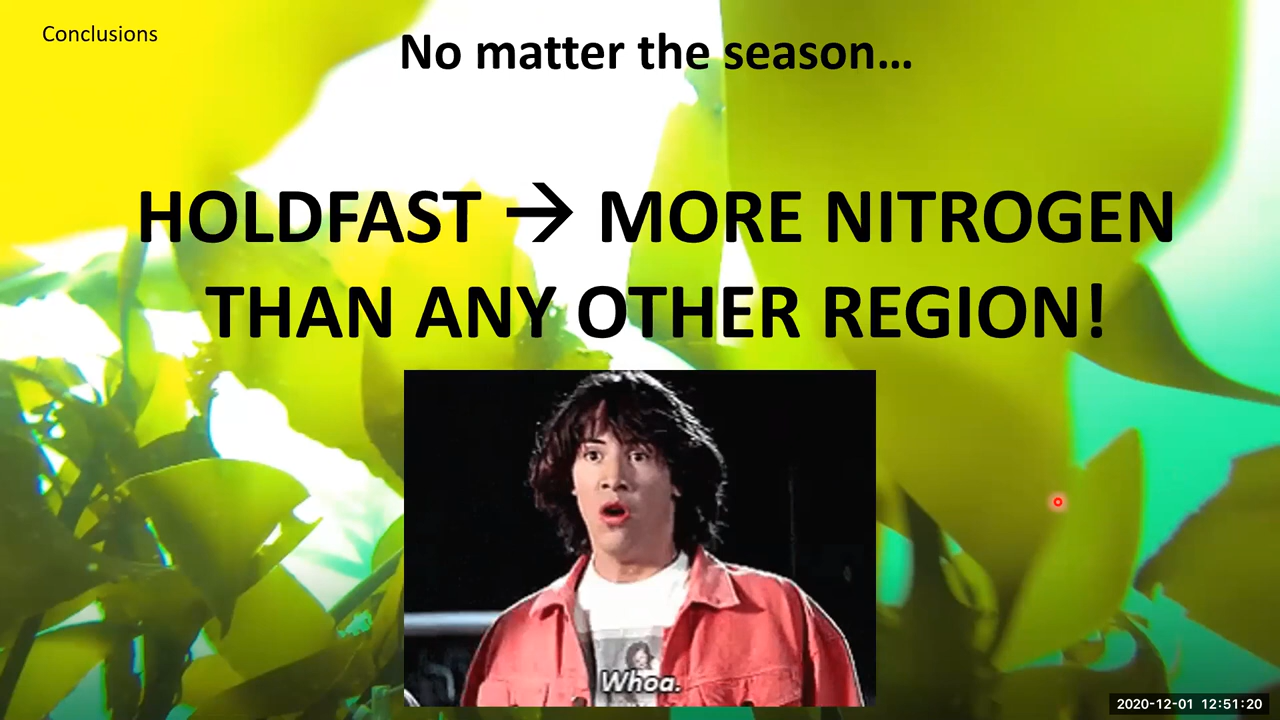 Conclusions
No matter the season…
HOLDFAST → MORE NITROGEN
THAN ANY OTHER REGION!
Whoa.
2020-12-01 12:51:20